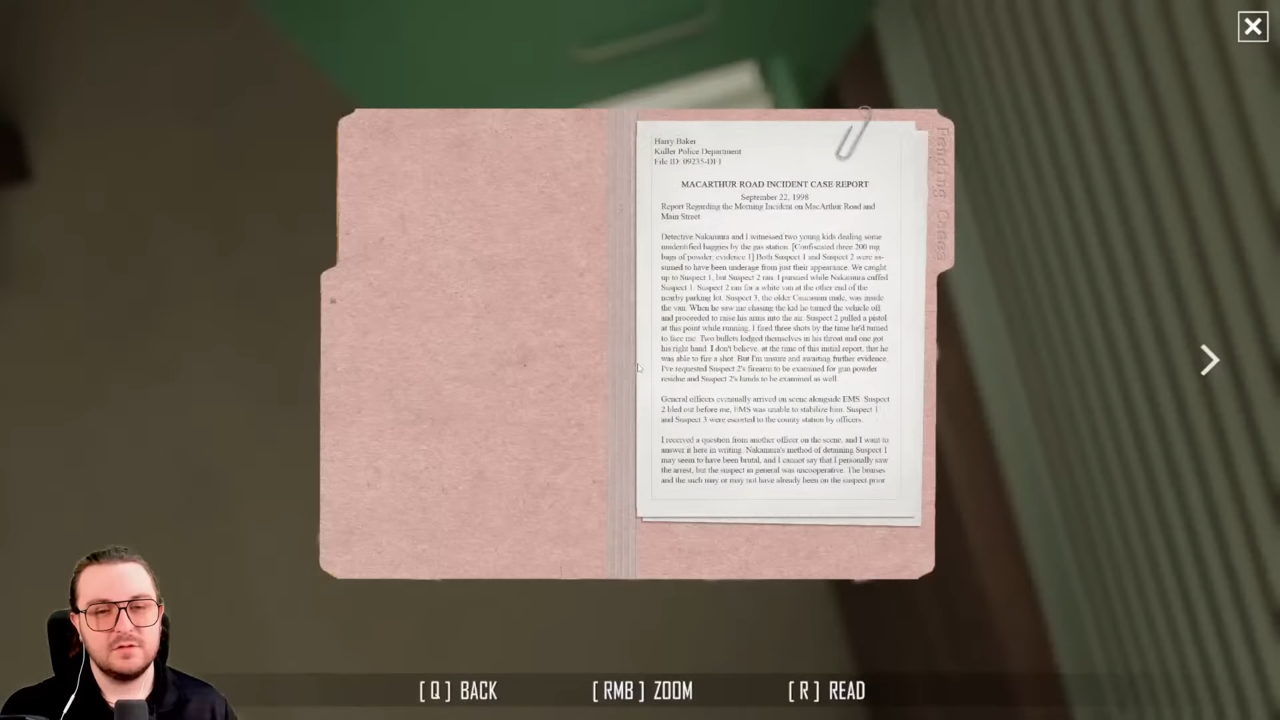 Harry Baker
Kuller Police Department
File ID: 09235-DF1
MACARTHUR ROAD INCIDENT CASE REPORT
September 22, 1998
Report Regarding the Morning Incident on MacArthur Road and
Main Street
Detective Nakamura and I witnessed two young kids dealing some
unidentified baggies by the gas station. [Confiscated three 200 mg
bags of powder, evidence 1] Both Suspect 1 and Suspect 2 were as-
sumed to have been underage from just their appearance. We caught
up to Suspect 1, but Suspect 2 ran. I pursued while Nakamura cuffed
Suspect 1. Suspect 2 ran for a white van at the other end of the
nearby parking lot. Suspect 3, the older Caucasian male, was inside
the van. When he saw me chasing the kid he turned the vehicle off
and proceeded to raise his arms into the air. Suspect 2 pulled a pistol
at this point while running. I fired three shots by the time he'd turned
to face me. Two bullets lodged themselves in his throat and one got
his right hand. I don't believe, at the time of this initial report, that he
was able to fire a shot. But I'm unsure and awaiting further evidence.
I've requested Suspect 2's firearm to be examined for gun powder
residue and Suspect 2's hands to be examined as well.
General officers eventually arrived on scene alongside EMS. Suspect
2 bled out before me, EMS was unable to stabilize him. Suspect 1
and Suspect 3 were escorted to the county station by officers.
I received a question from another officer on the scene, and I want to
answer it here in writing. Nakamura's method of detaining Suspect 1
may seem to have been brutal, and I cannot say that I personally saw
the arrest, but the suspect in general was uncooperative. The bruises
and the such may or may not have already been on the suspect prior
Pending Cases
[ Q ] BACK
[ RMB ] ZOOM
[ R ] READ